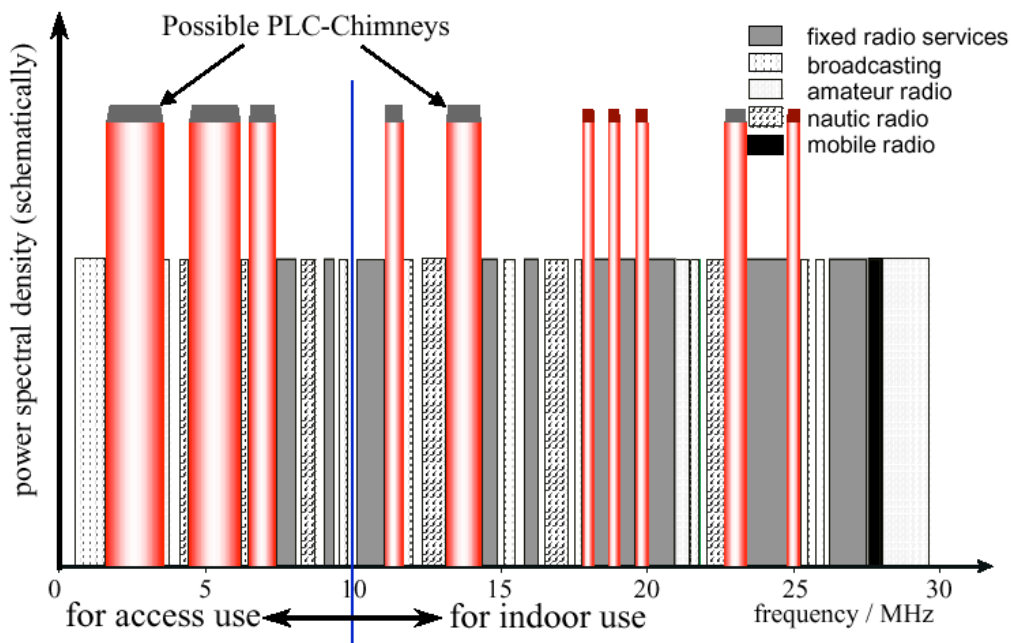 Possible PLC-Chimneys
fixed radio services
broadcasting
amateur radio
nautic radio
mobile radio
power spectral density (schematically)
0 5 10 15 20 25 30
for access use for indoor use frequency / MHz